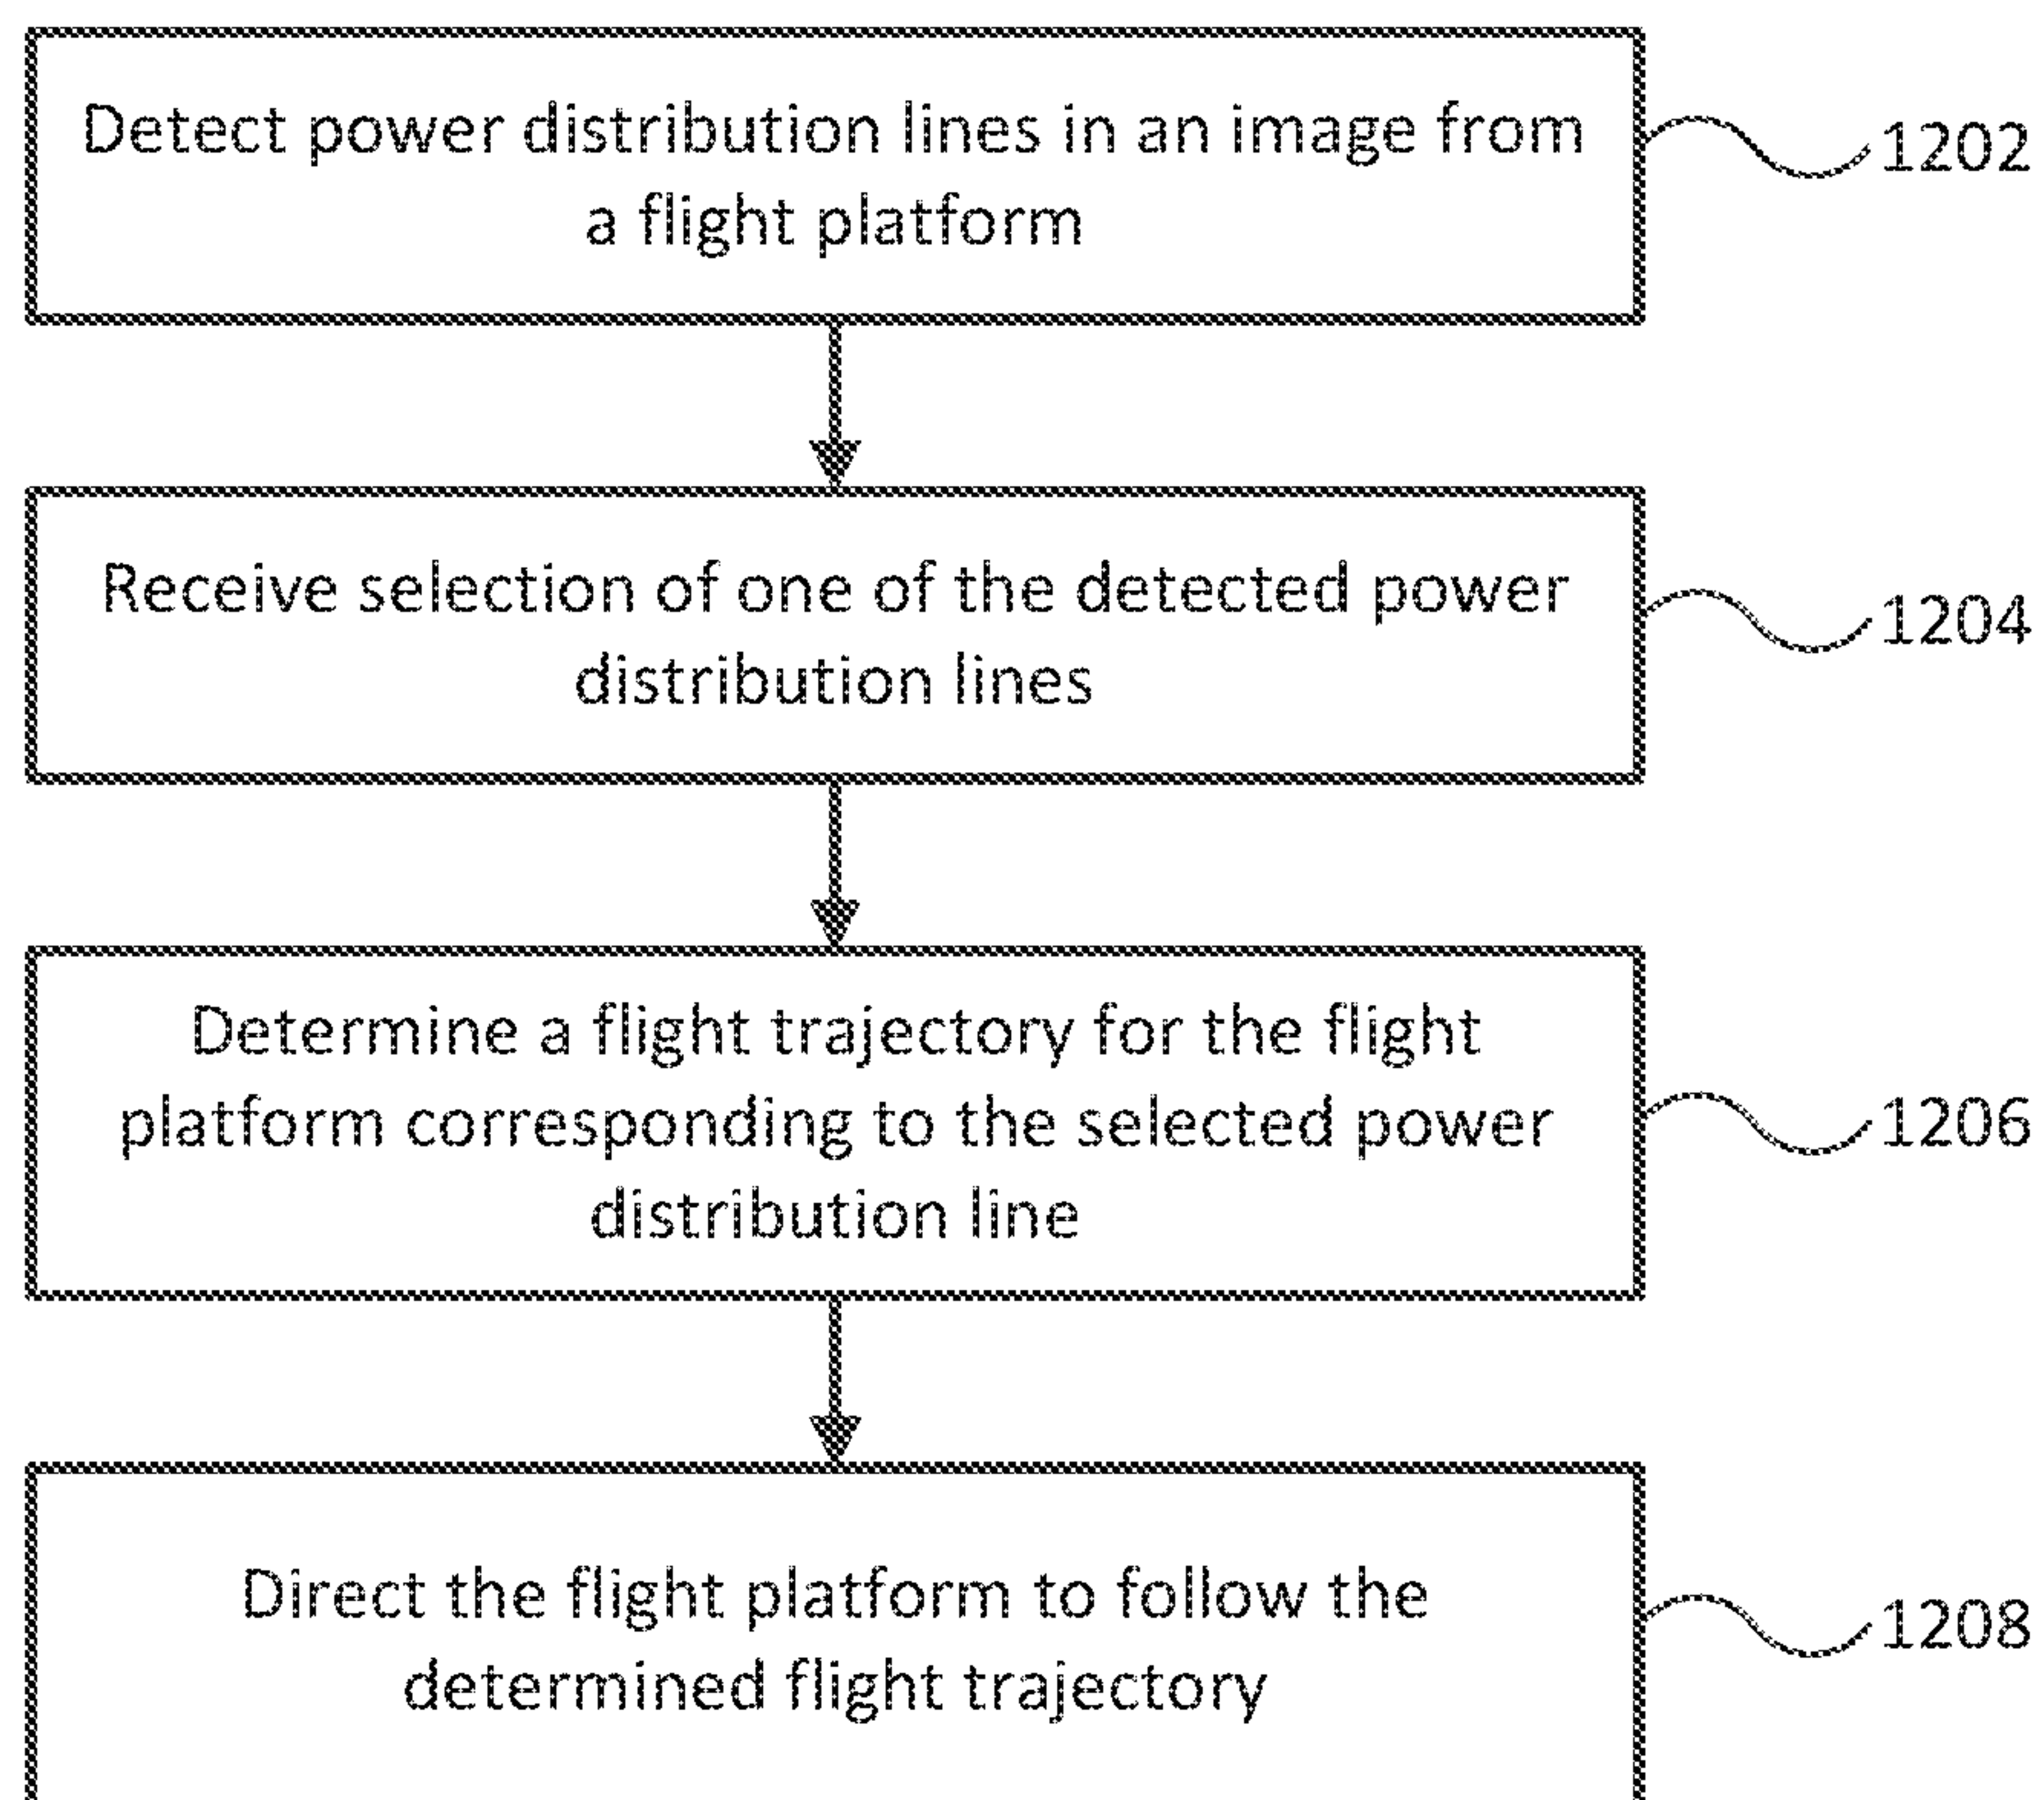 Detect power distribution lines in an image from
a flight platform
1202
Receive selection of one of the detected power
distribution lines
1204
Determine a flight trajectory for the flight
platform corresponding to the selected power
distribution line
1206
Direct the flight platform to follow the
determined flight trajectory
1208